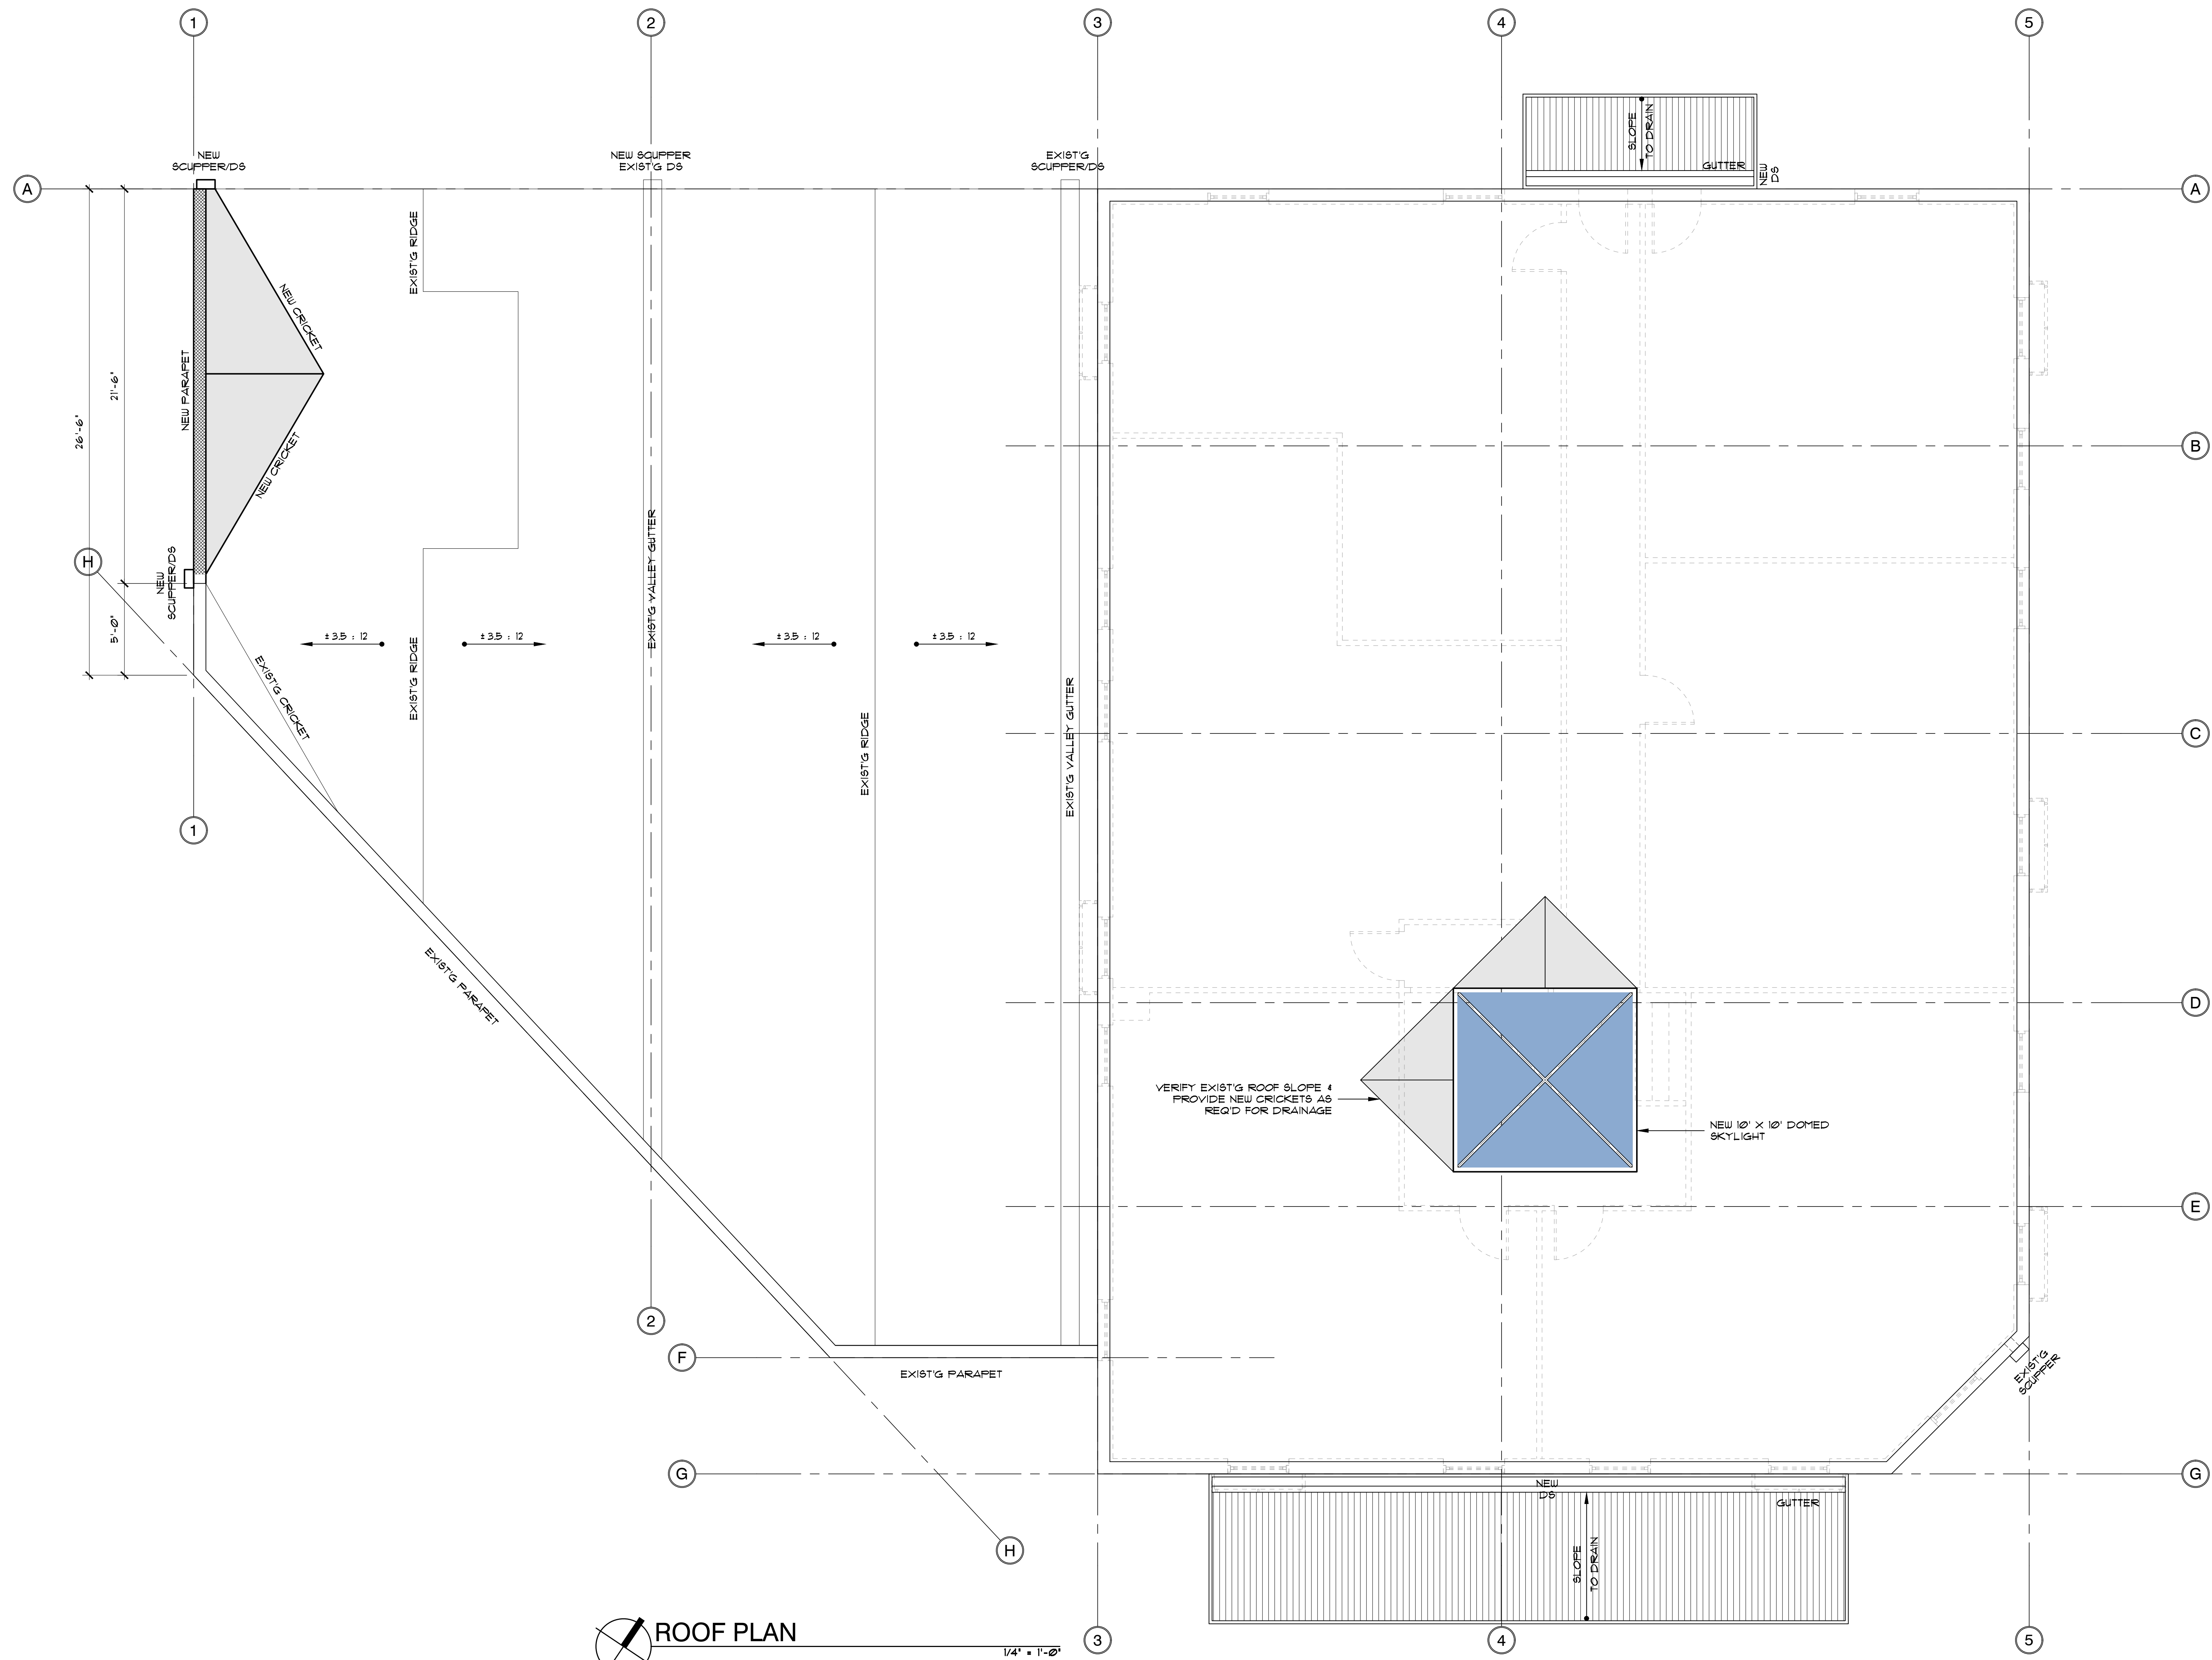 1
2
3
4
5
SLOPE
TO DRAIN
GUTTER
NEW
DS
NEW
SCUPPER/DS
NEW SCUPPER
EXIST'G DS
EXIST'G
SCUPPER/DS
A
A
EXIST'G RIDGE
NEW CRICKET
NEW PARAPET
21'-6"
26'-6"
NEW CRICKET
B
H
NEW
SCUPPER/DS
EXIST'G VALLEY GUTTER
5'-0"
±3.5 : 12
±3.5 : 12
±3.5 : 12
±3.5 : 12
EXIST'G RIDGE
EXIST'G CRICKET
EXIST'G RIDGE
EXIST'G VALLEY GUTTER
C
1
EXIST'G PARAPET
D
VERIFY EXIST'G ROOF SLOPE &
PROVIDE NEW CRICKETS AS
REQ'D FOR DRAINAGE
NEW 10' X 10' DOMED
SKYLIGHT
E
2
F
EXIST'G PARAPET
EXIST'G
SCUPPER
G
G
NEW
DS
GUTTER
SLOPE
TO DRAIN
H
ROOF PLAN
1/4" = 1'-0"
3
4
5